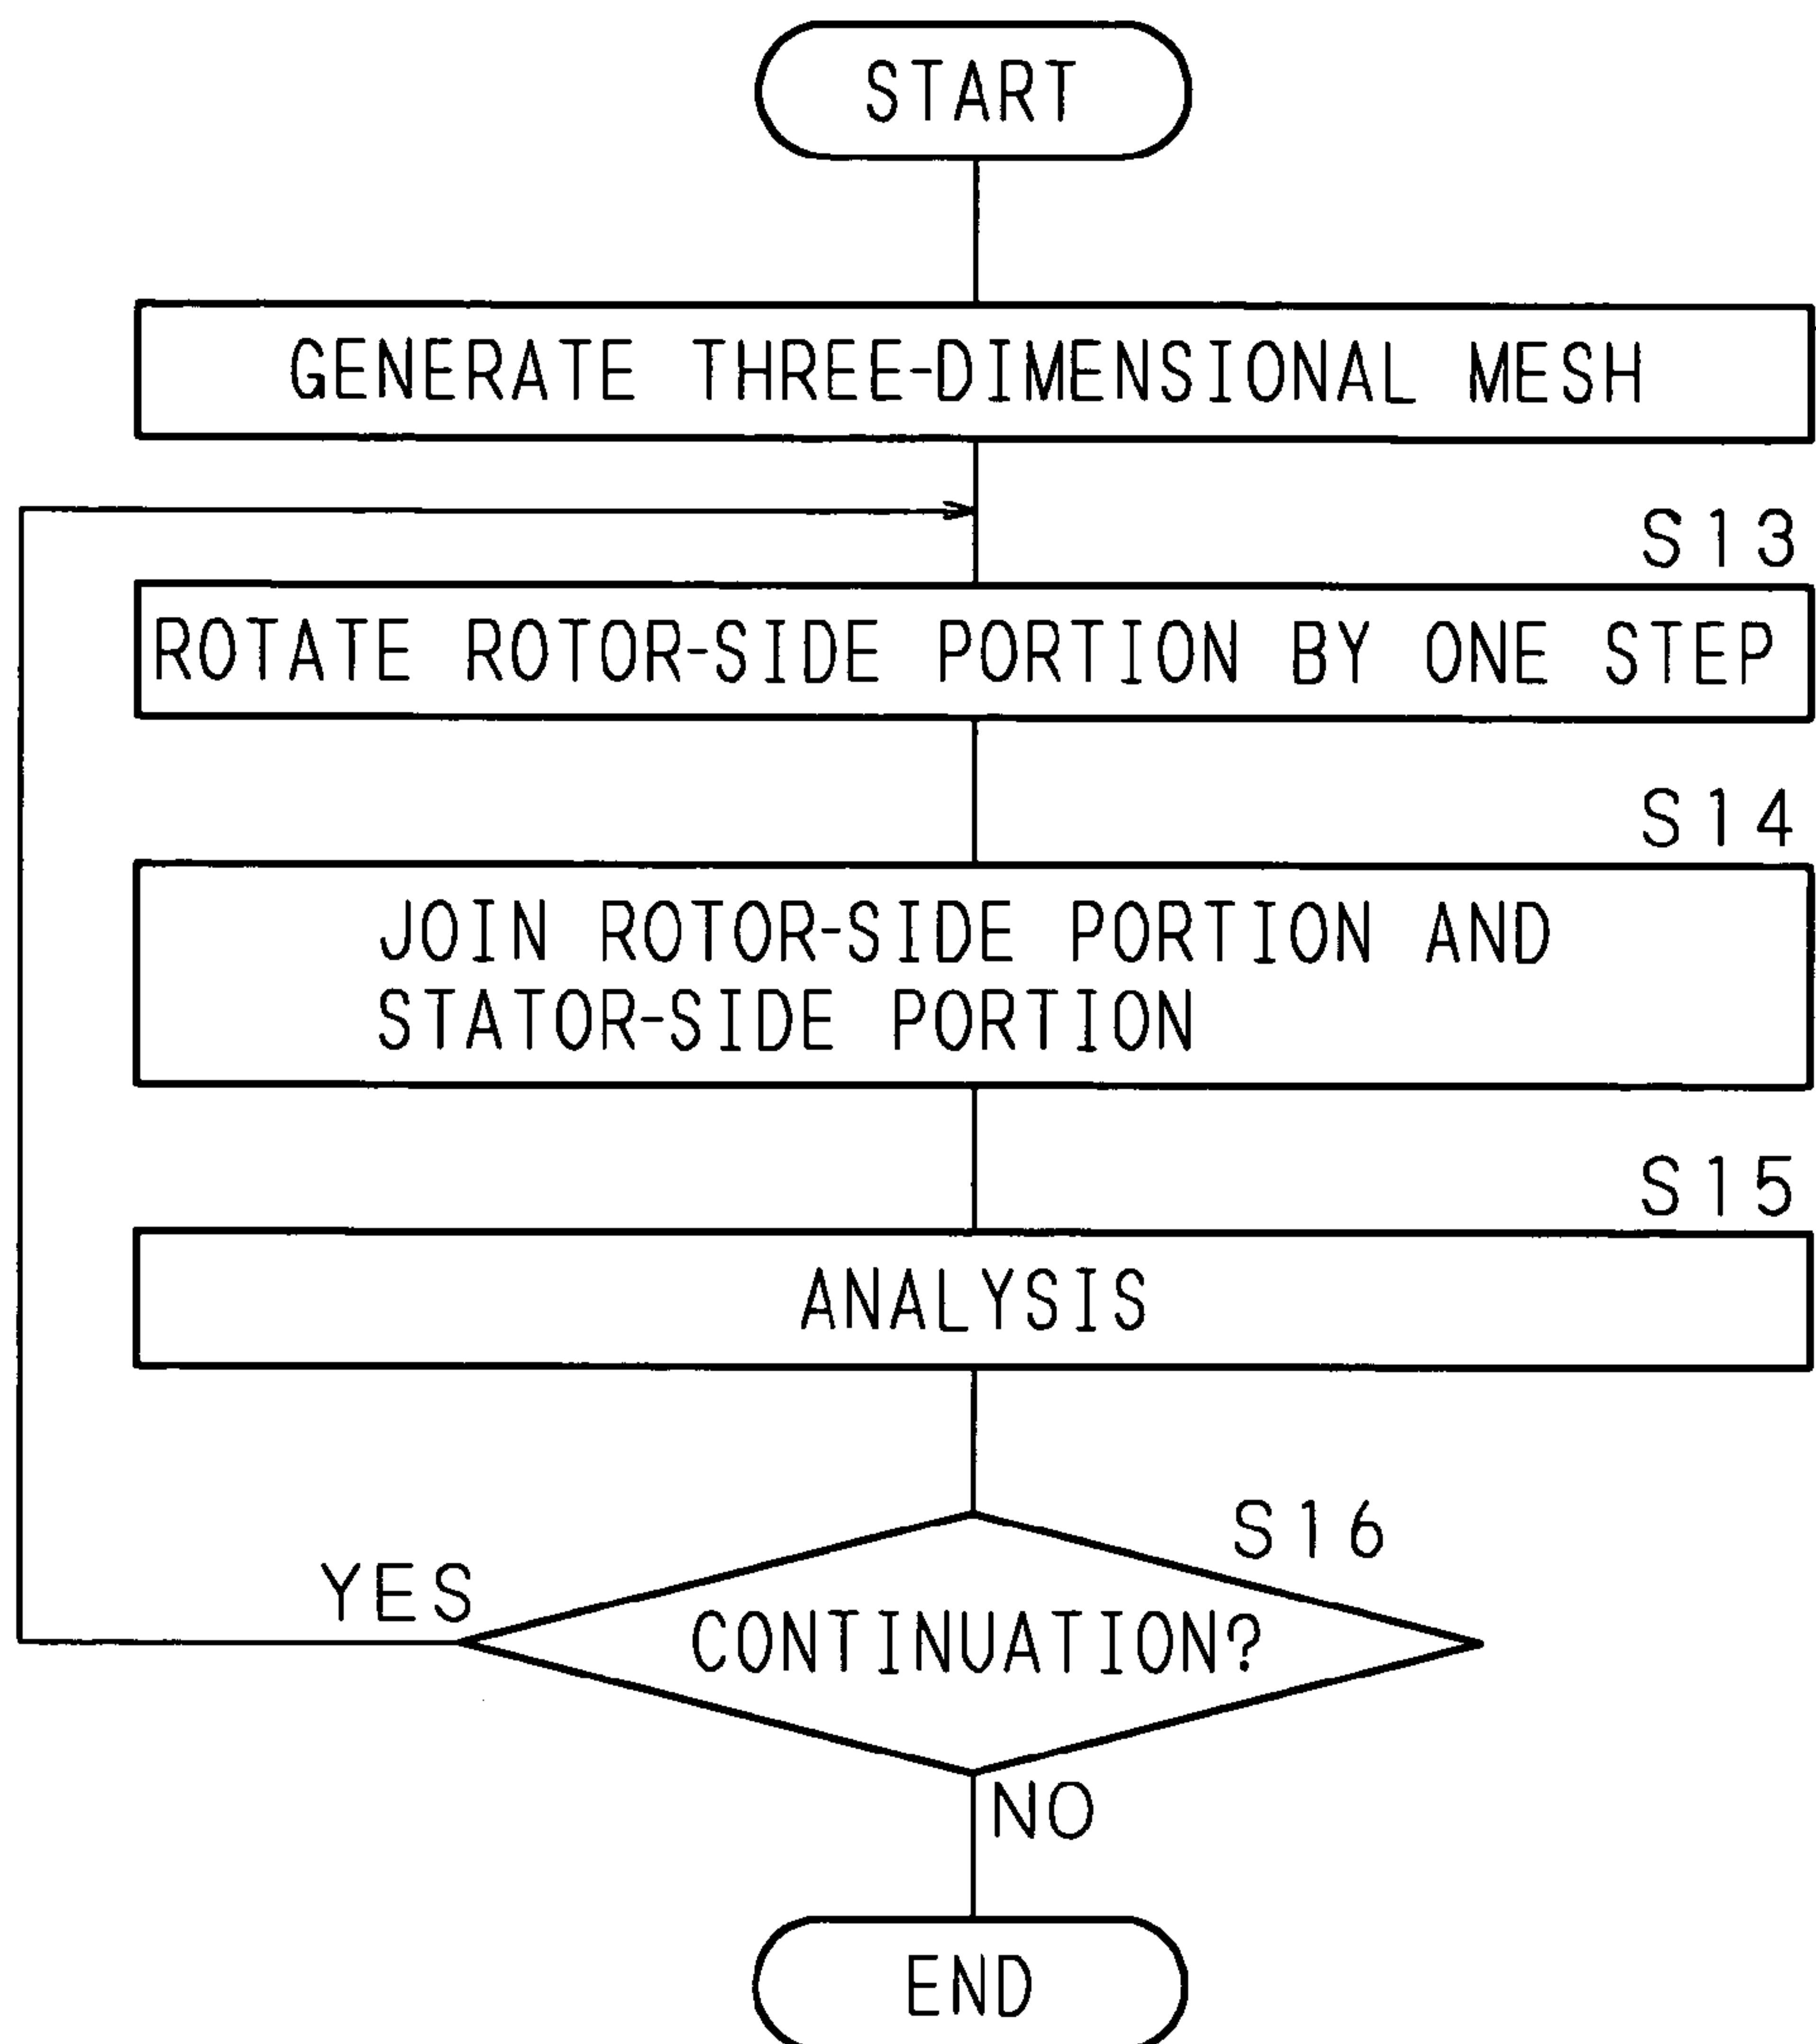 START
GENERATE THREE-DIMENSIONAL MESH
S13
ROTATE ROTOR-SIDE PORTION BY ONE STEP
S14
JOIN ROTOR-SIDE PORTION AND
STATOR-SIDE PORTION
S15
ANALYSIS
S16
YES
CONTINUATION?
NO
END